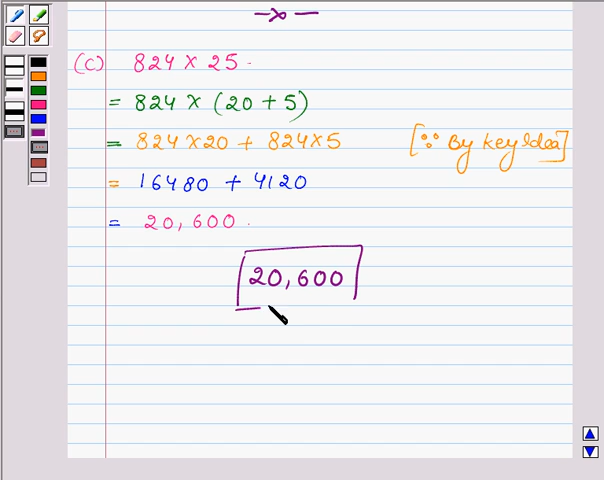 (c) 824 × 25
= 824 × (20 + 5)
= 824 × 20 + 824 × 5 [∵ By key Idea]
= 16480 + 4120
= 20,600
20,600